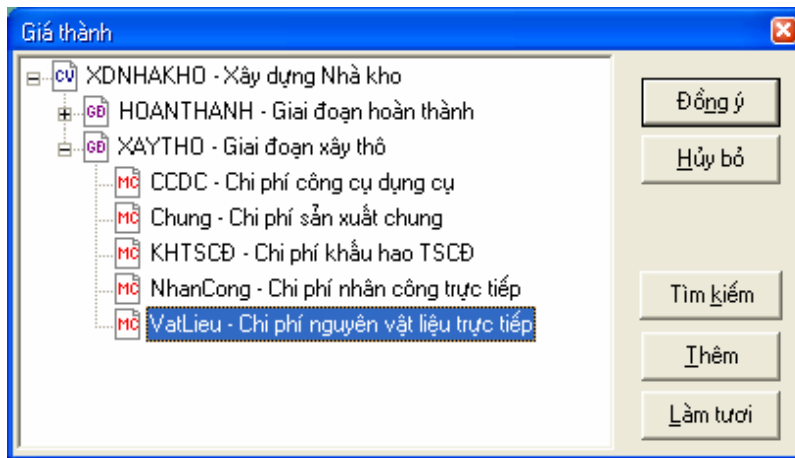 Giá thành
CV XDNHAKHO - Xây dựng Nhà kho
GĐ HOANTHANH - Giai đoạn hoàn thành
GĐ XAYTHO - Giai đoạn xây thô
MC CCDC - Chi phí công cụ dụng cụ
MC Chung - Chi phí sản xuất chung
MC KHTSCĐ - Chi phí khấu hao TSCĐ
MC NhanCong - Chi phí nhân công trực tiếp
MC VatLieu - Chi phí nguyên vật liệu trực tiếp
Đồng ý
Hủy bỏ
Tìm kiếm
Thêm
Làm tươi